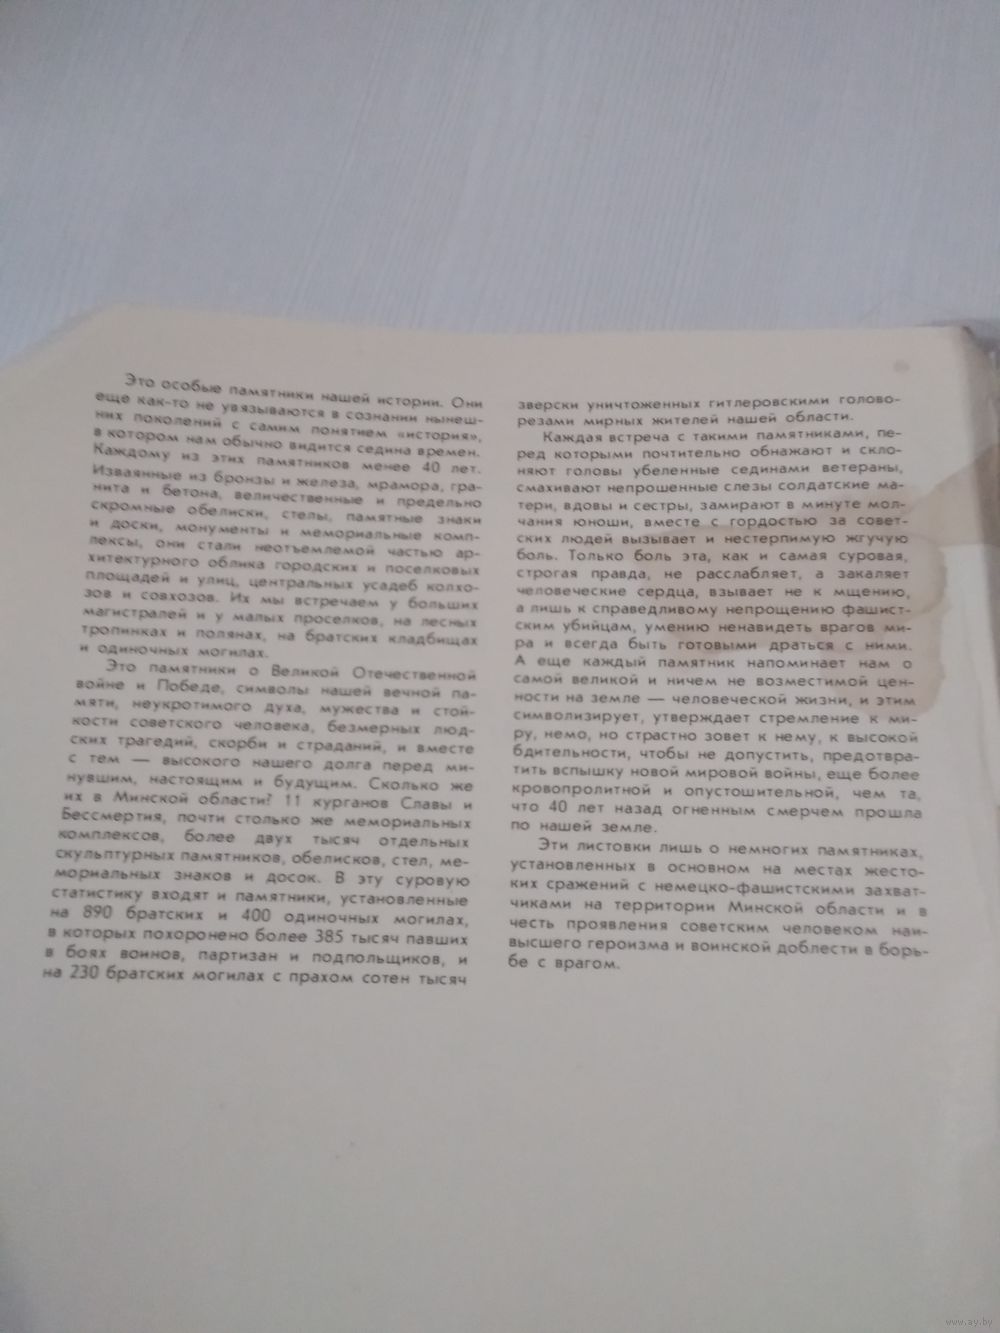 Это особые памятники нашей истории. Они
еще как-то не увязываются в сознании нынеш-
них поколений с самим понятием «история»,
в котором нам обычно видится седина времен.
Каждому из этих памятников менее 40 лет.
Изваянные из бронзы и железа, мрамора, гра-
нита и бетона, величественные и предельно
скромные обелиски, стелы, памятные знаки
и доски, монументы и мемориальные комп-
лексы, они стали неотъемлемой частью ар-
хитектурного облика городских и поселковых
площадей и улиц, центральных усадеб колхо-
зов и совхозов. Их мы встречаем у больших
магистралей и у малых проселков, на лесных
тропинках и полянах, на братских кладбищах
и одиночных могилах.
Это памятники о Великой Отечественной
войне и Победе, символы нашей вечной па-
мяти, неукротимого духа, мужества и стой-
кости советского человека, безмерных люд-
ских трагедий, скорби и страданий, и вместе
с тем — высокого нашего долга перед ми-
нувшим, настоящим и будущим. Сколько же
их в Минской области? 11 курганов Славы и
Бессмертия, почти столько же мемориальных
комплексов, более двух тысяч отдельных
скульптурных памятников, обелисков, стел, ме-
мориальных знаков и досок. В эту суровую
статистику входят и памятники, установленные
на 890 братских и 400 одиночных могилах,
в которых похоронено более 385 тысяч павших
в боях воинов, партизан и подпольщиков, и
на 230 братских могилах с прахом сотен тысяч
зверски уничтоженных гитлеровскими голово-
резами мирных жителей нашей области.
Каждая встреча с такими памятниками, пе-
ред которыми почтительно обнажают и скло-
няют головы убеленные сединами ветераны,
смахивают непрошенные слезы солдатские ма-
тери, вдовы и сестры, замирают в минуте мол-
чания юноши, вместе с гордостью за совет-
ских людей вызывает и нестерпимую жгучую
боль. Только боль эта, как и самая суровая,
строгая правда, не расслабляет, а закаляет
человеческие сердца, взывает не к мщению,
а лишь к справедливому непрощению фашист-
ским убийцам, умению ненавидеть врагов ми-
ра и всегда быть готовыми драться с ними.
А еще каждый памятник напоминает нам о
самой великой и ничем не возместимой цен-
ности на земле — человеческой жизни, и этим
символизирует, утверждает стремление к ми-
ру, немо, но страстно зовет к нему, к высокой
бдительности, чтобы не допустить, предотвра-
тить вспышку новой мировой войны, еще более
кровопролитной и опустошительной, чем та,
что 40 лет назад огненным смерчем прошла
по нашей земле.
Эти листовки лишь о немногих памятниках,
установленных в основном на местах жесто-
ких сражений с немецко-фашистскими захват-
чиками на территории Минской области и в
честь проявления советским человеком наи-
высшего героизма и воинской доблести в борь-
бе с врагом.
www.ay.by